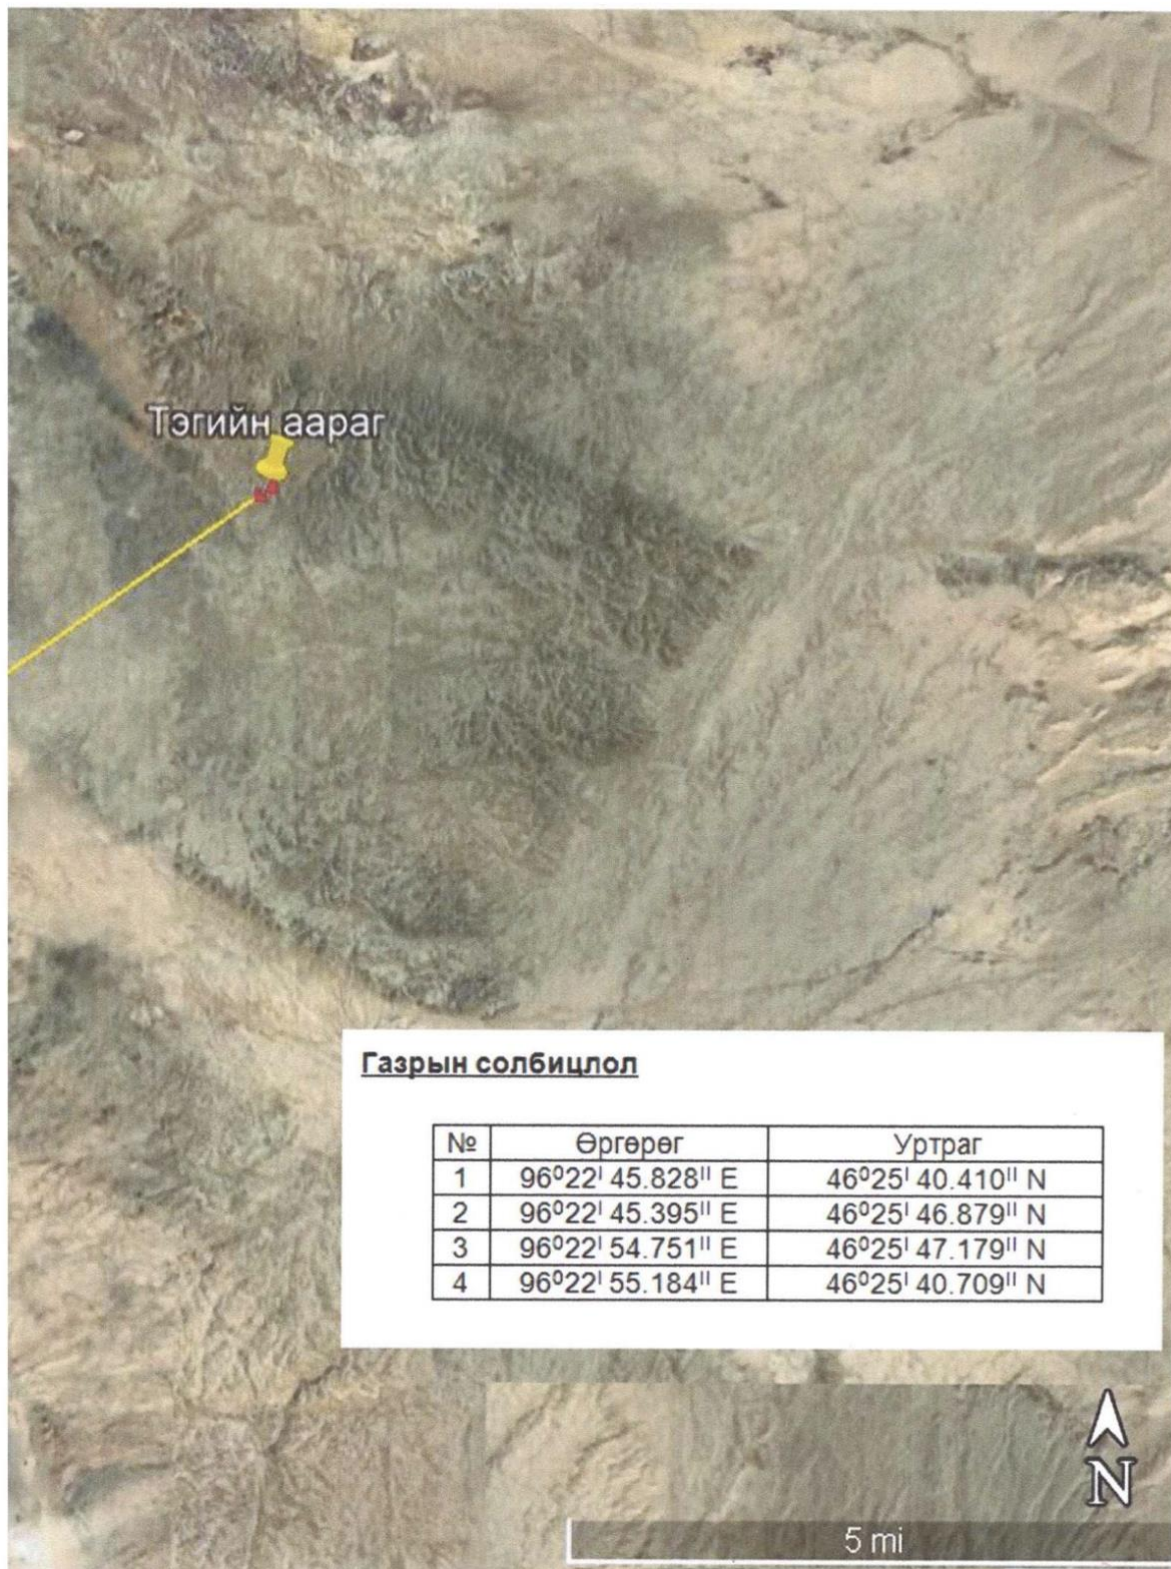 Тэгийн аараг
Газрын солбицлол
№ Өргөрөг Уртраг
1 96⁰22ᴵ 45.828ᴵᴵ E 46⁰25ᴵ 40.410ᴵᴵ N
2 96⁰22ᴵ 45.395ᴵᴵ E 46⁰25ᴵ 46.879ᴵᴵ N
3 96⁰22ᴵ 54.751ᴵᴵ E 46⁰25ᴵ 47.179ᴵᴵ N
4 96⁰22ᴵ 55.184ᴵᴵ E 46⁰25ᴵ 40.709ᴵᴵ N
N
5 mi